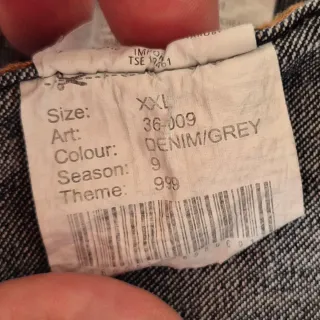 Size: XXL
Art: 36-009
Colour: DENIM/GREY
Season: 9
Theme: 999